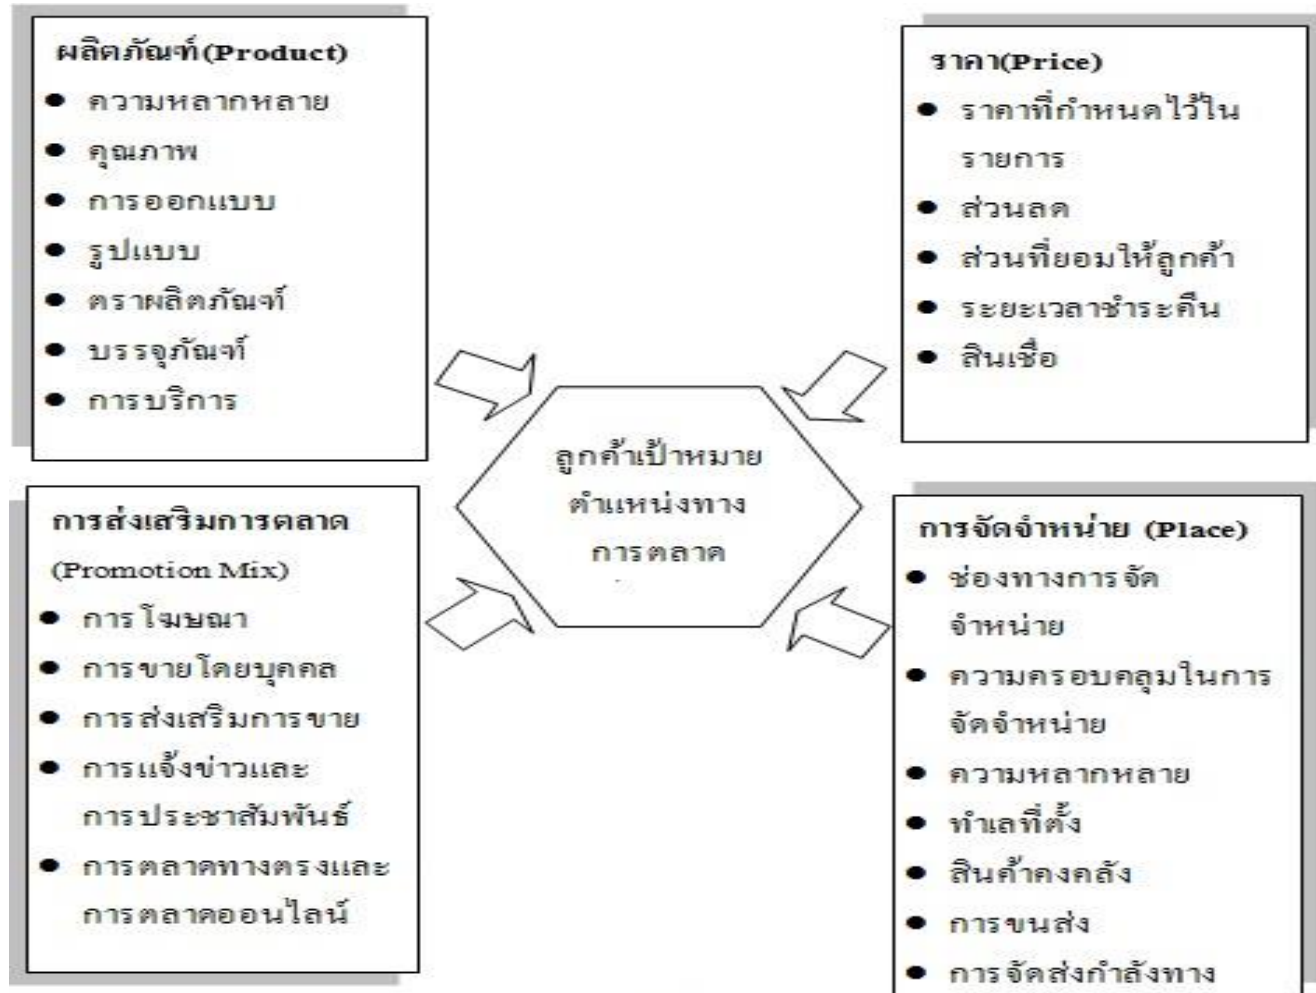 ผลิตภัณฑ์(Product)
● ความหลากหลาย
● คุณภาพ
● การออกแบบ
● รูปแบบ
● ตราผลิตภัณฑ์
● บรรจุภัณฑ์
● การบริการ
ราคา(Price)
● ราคาที่กำหนดไว้ใน
รายการ
● ส่วนลด
● ส่วนที่ยอมให้ลูกค้า
● ระยะเวลาชำระคืน
● สินเชื่อ
ลูกค้าเป้าหมาย
ตำแหน่งทาง
การตลาด
การส่งเสริมการตลาด
(Promotion Mix)
● การโฆษณา
● การขายโดยบุคคล
● การส่งเสริมการขาย
● การแจ้งข่าวและ
การประชาสัมพันธ์
● การตลาดทางตรงและ
การตลาดออนไลน์
การจัดจำหน่าย (Place)
● ช่องทางการจัด
จำหน่าย
● ความครอบคลุมในการ
จัดจำหน่าย
● ความหลากหลาย
● ทำเลที่ตั้ง
● สินค้าคงคลัง
● การขนส่ง
● การจัดส่งกำลังทาง